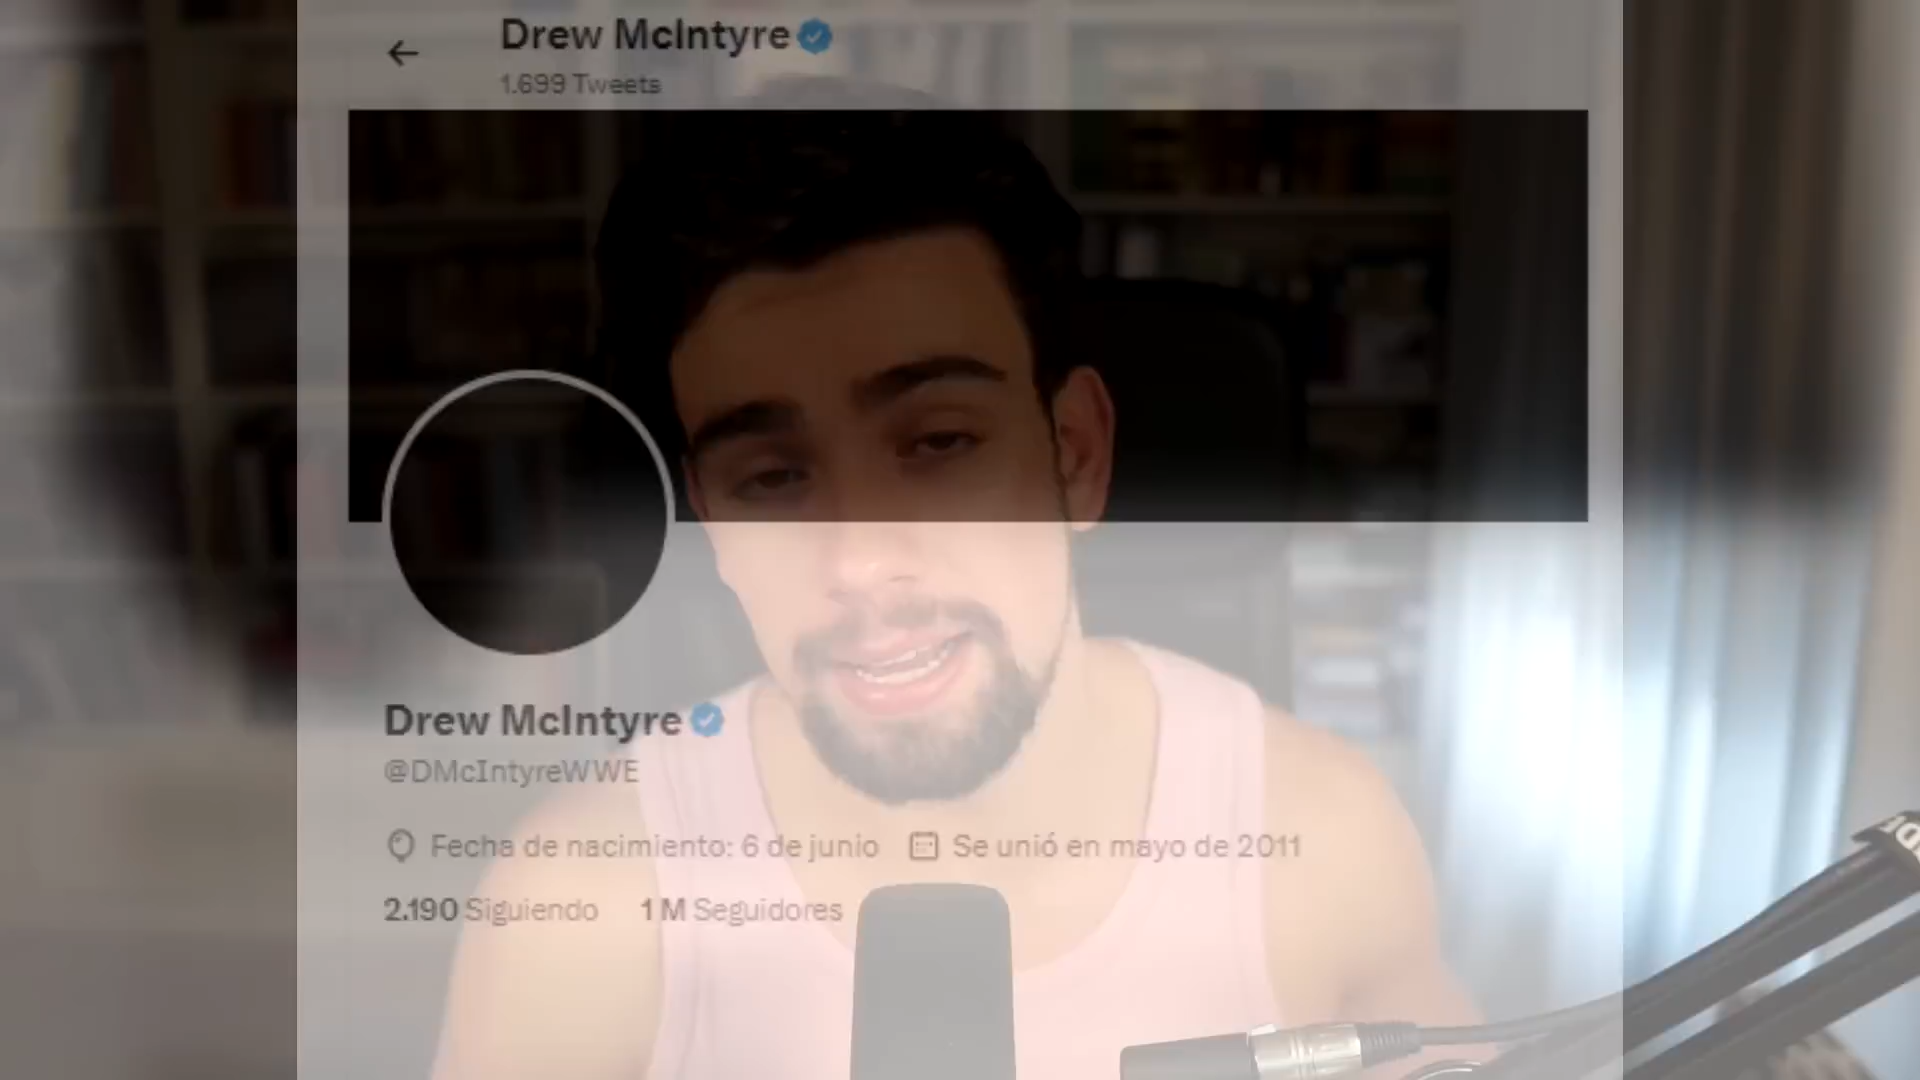 Drew McIntyre
1.699 Tweets
Drew McIntyre
@DMcIntyreWWE
Fecha de nacimiento: 6 de junio Se unió en mayo de 2011
2.190 Siguiendo 1 M Seguidores